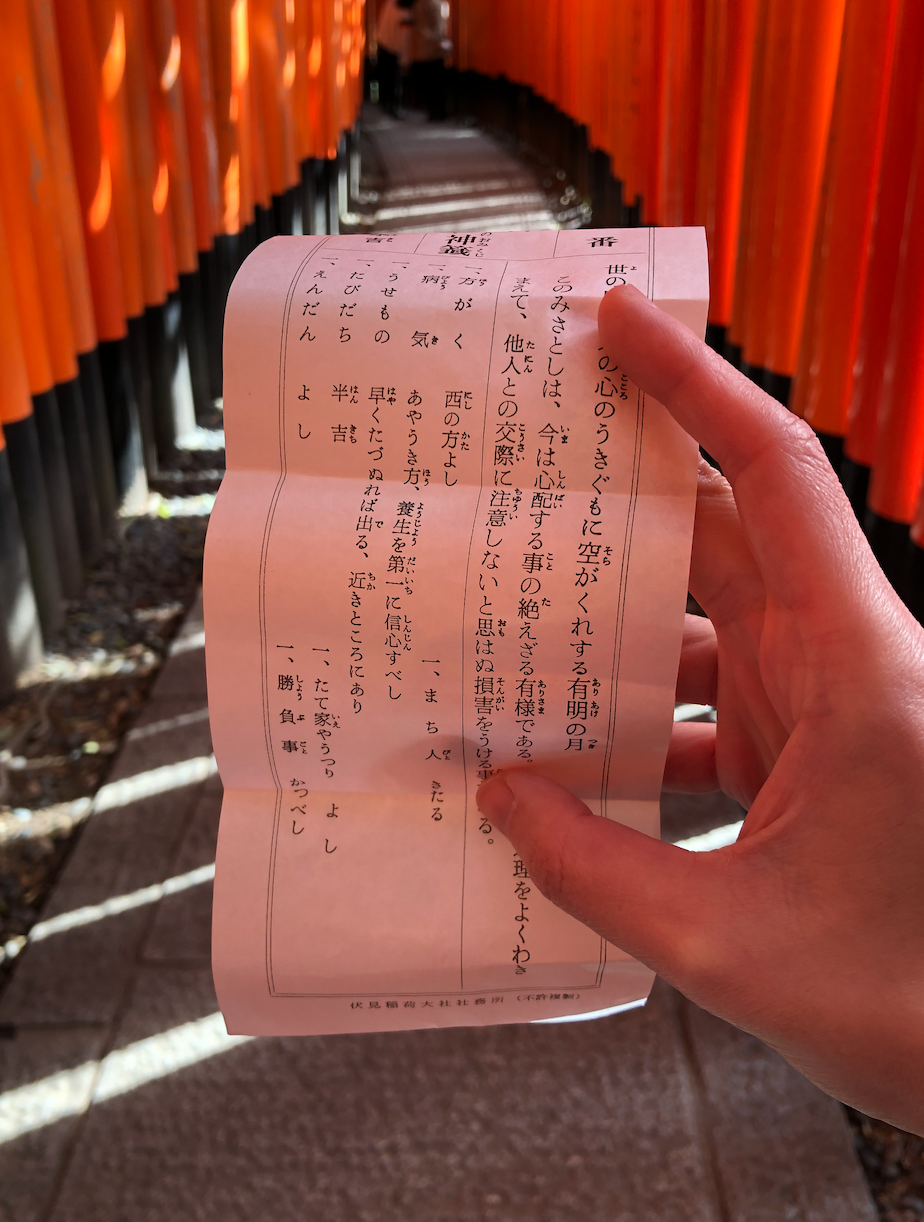 番
の神籤
吉
世の の心のうきぐもに空がくれする有明の月
このみさとしは、今は心配する事の絶えざる有様である。 理をよくわき
まえて、他人との交際に注意しないと思はぬ損害をうける事 る。
一、方がく 西の方よし
一、病気 あやうき方、養生を第一に信心すべし
一、うせもの 早くたづぬれば出る、近きところにあり
一、たびだち 半吉
一、えんだん よし
一、まち人 きたる
一、たて家やうつり よし
一、勝負事 かつべし
伏見稲荷大社社務所 (不許複製)